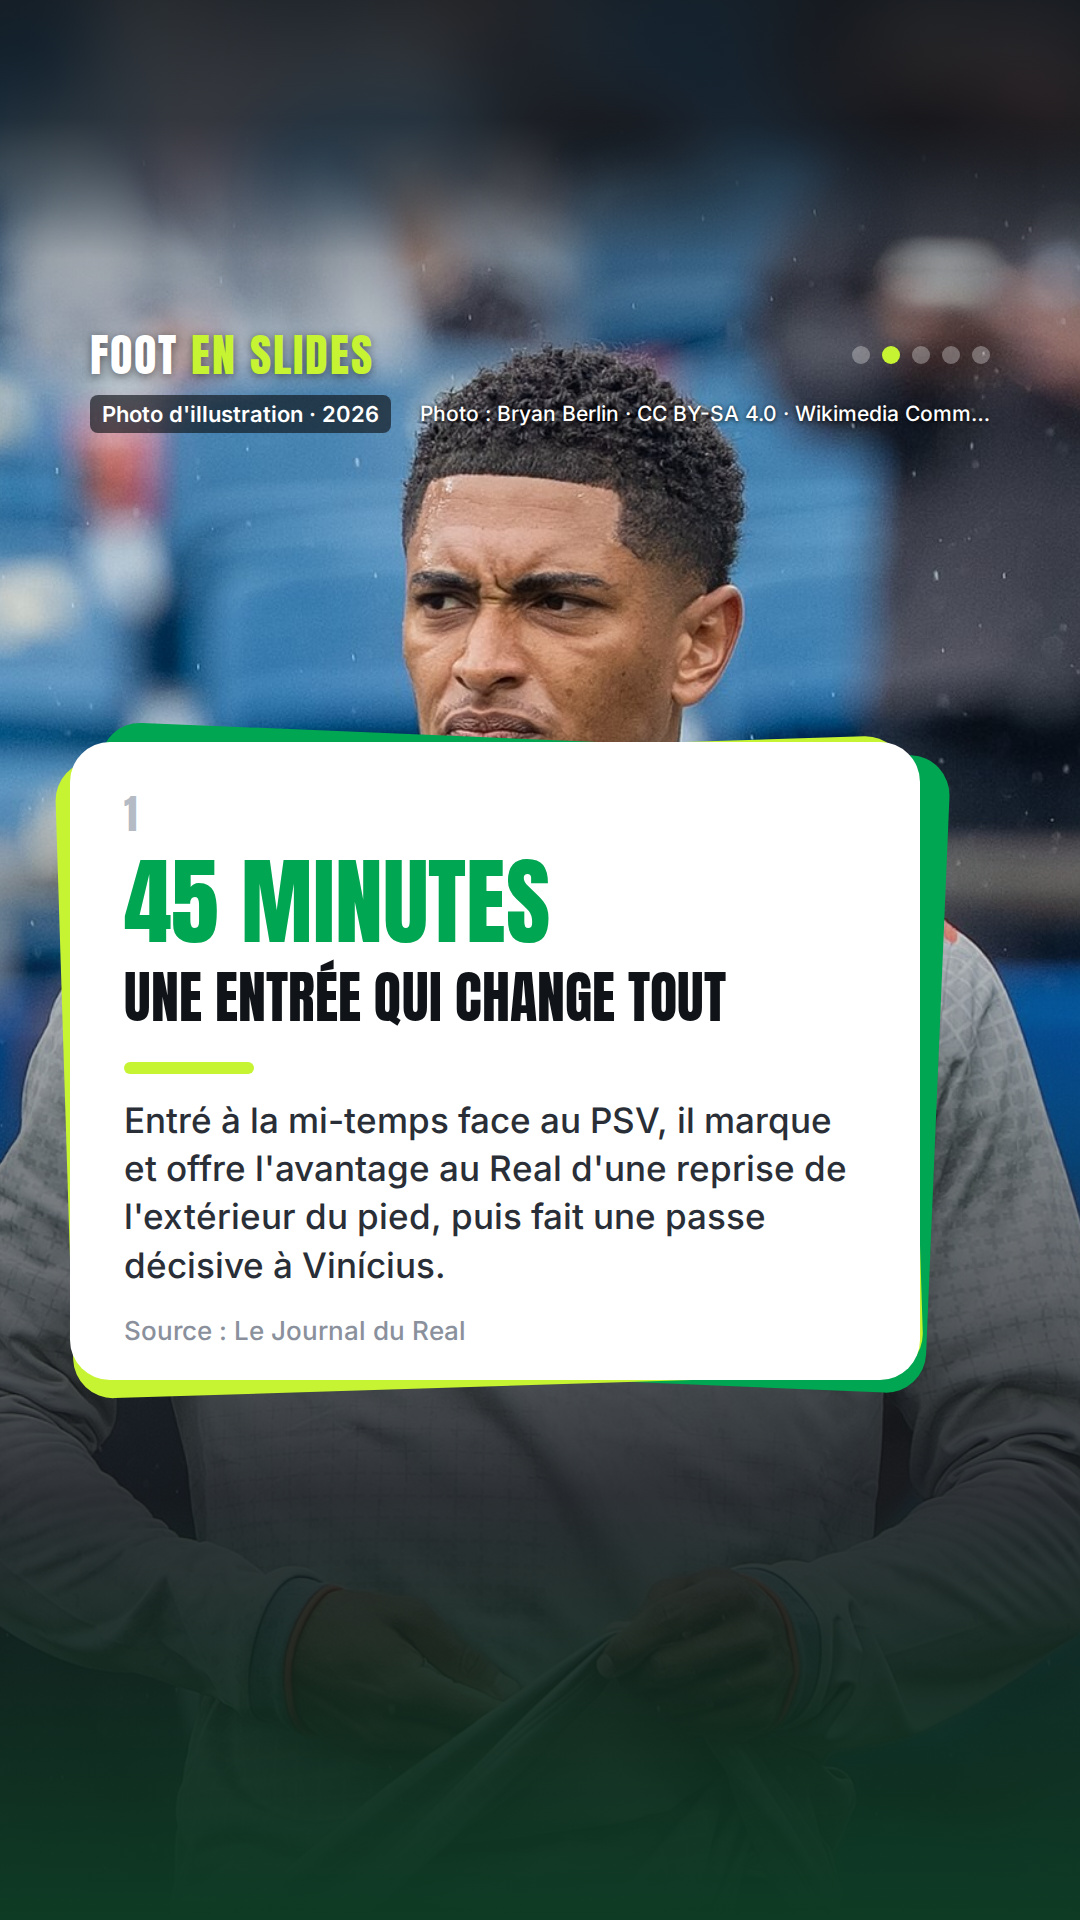 FOOT EN SLIDES
Photo d'illustration · 2026
Photo : Bryan Berlin · CC BY-SA 4.0 · Wikimedia Comm...
1
45 MINUTES
UNE ENTRÉE QUI CHANGE TOUT
Entré à la mi-temps face au PSV, il marque
et offre l'avantage au Real d'une reprise de
l'extérieur du pied, puis fait une passe
décisive à Vinícius.
Source : Le Journal du Real